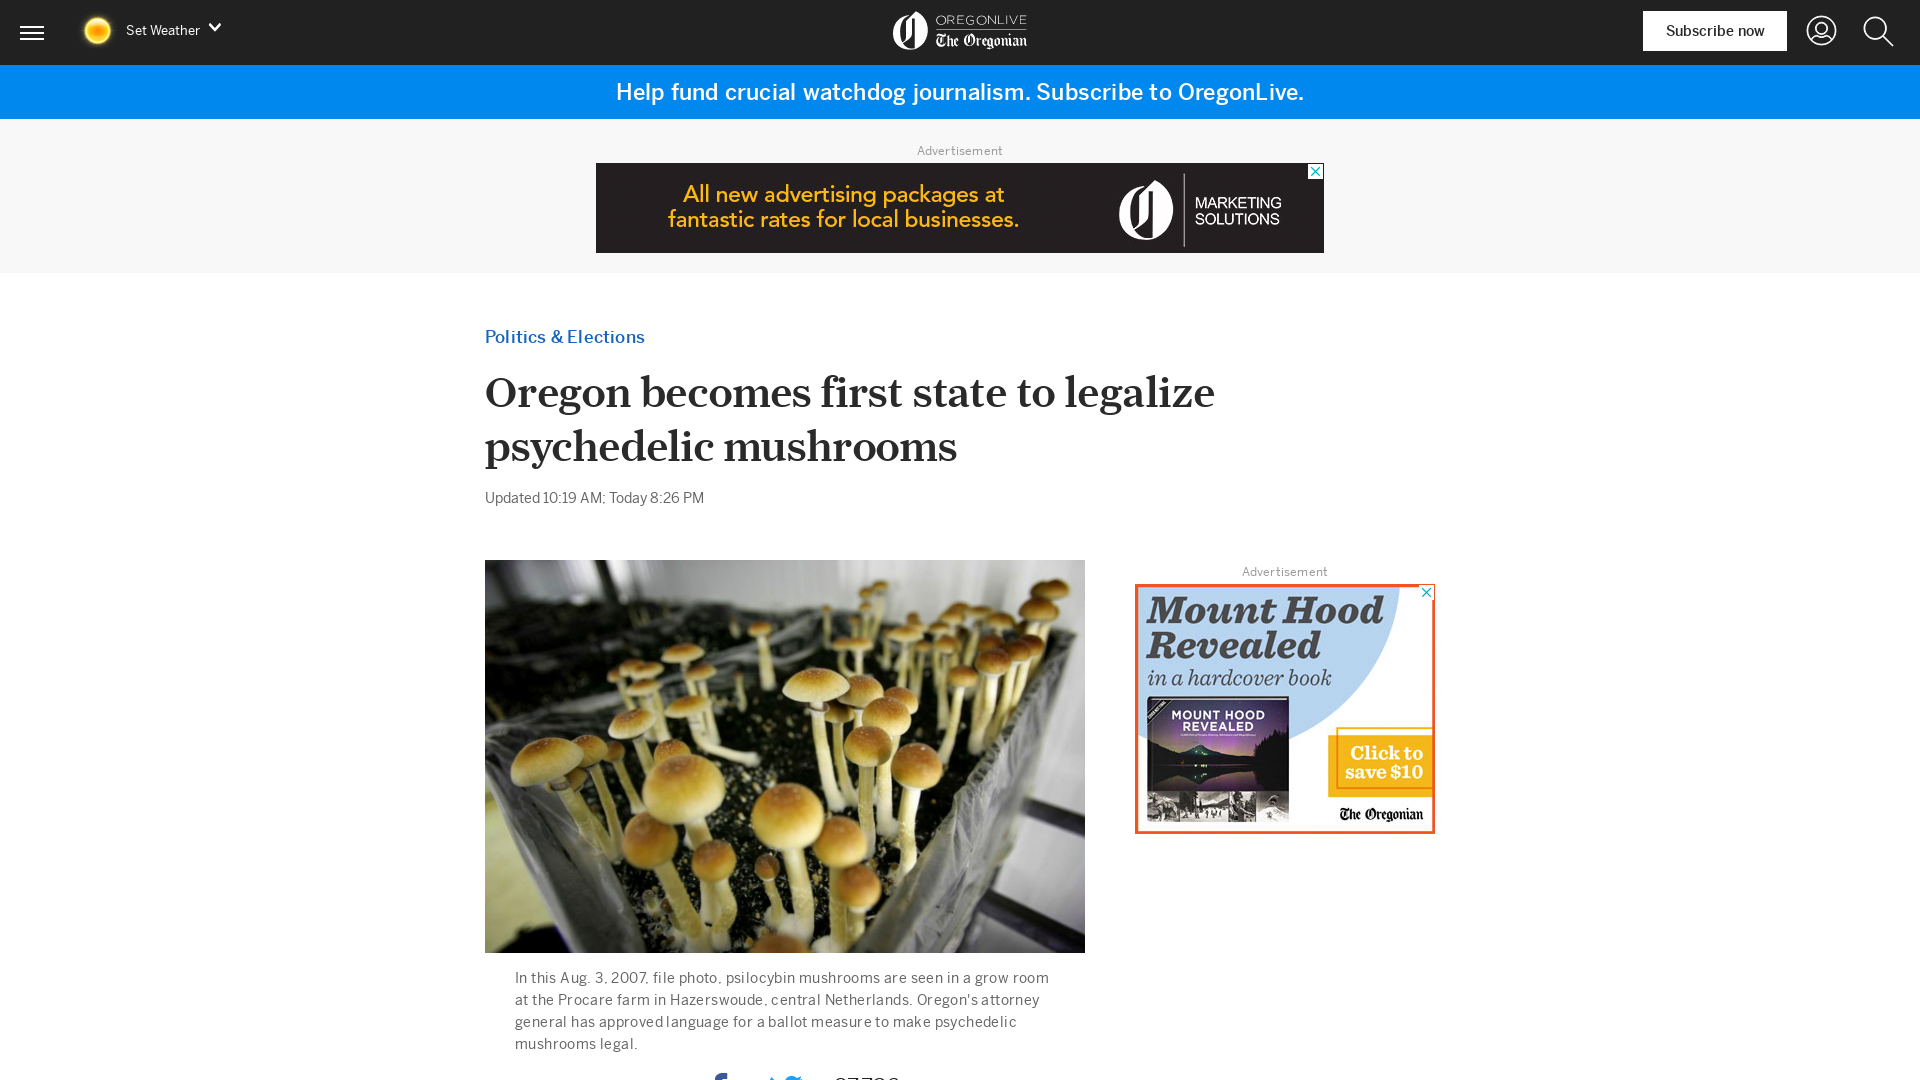 Set Weather
OREGONLIVE
The Oregonian
Subscribe now
Help fund crucial watchdog journalism. Subscribe to OregonLive.
Advertisement
All new advertising packages at
fantastic rates for local businesses.
MARKETING
SOLUTIONS
Politics & Elections
Oregon becomes first state to legalize
psychedelic mushrooms
Updated 10:19 AM; Today 8:26 PM
Advertisement
Mount Hood
Revealed
in a hardcover book
MOUNT HOOD
REVEALED
Click to
save $10
The Oregonian
In this Aug. 3, 2007, file photo, psilocybin mushrooms are seen in a grow room
at the Procare farm in Hazerswoude, central Netherlands. Oregon's attorney
general has approved language for a ballot measure to make psychedelic
mushrooms legal.